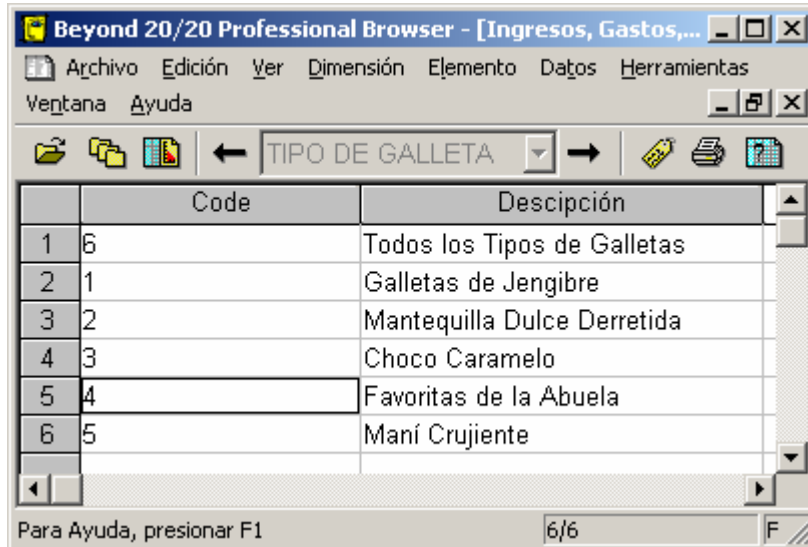 Beyond 20/20 Professional Browser - [Ingresos, Gastos,...
Archivo Edición Ver Dimensión Elemento Datos Herramientas
Ventana Ayuda
TIPO DE GALLETA
Code Descipción
1 6 Todos los Tipos de Galletas
2 1 Galletas de Jengibre
3 2 Mantequilla Dulce Derretida
4 3 Choco Caramelo
5 4 Favoritas de la Abuela
6 5 Maní Crujiente
Para Ayuda, presionar F1 6/6 F